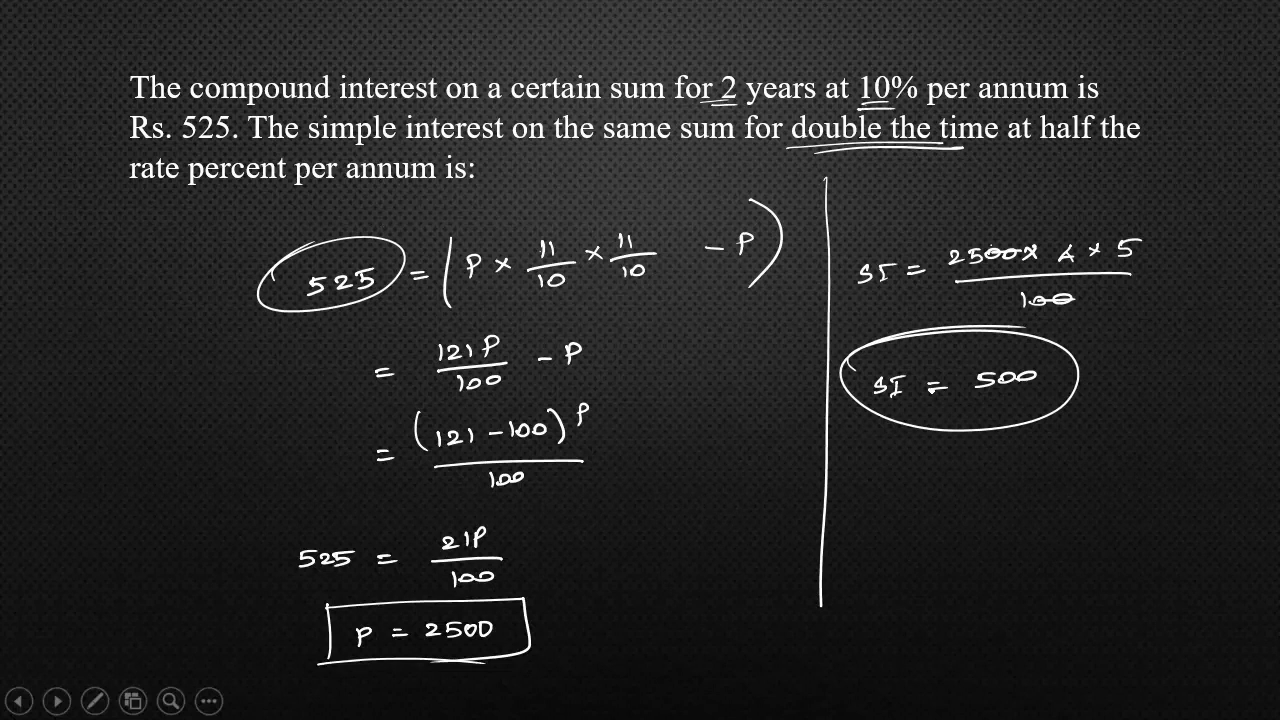 The compound interest on a certain sum for 2 years at 10% per annum is
Rs. 525. The simple interest on the same sum for double the time at half the
rate percent per annum is:
525 = (P × 11/10 × 11/10 - P)
= 121P/100 - P
= (121 - 100)P/100
525 = 21P/100
P = 2500
SI = 2500 × 4 × 5/100
SI = 500